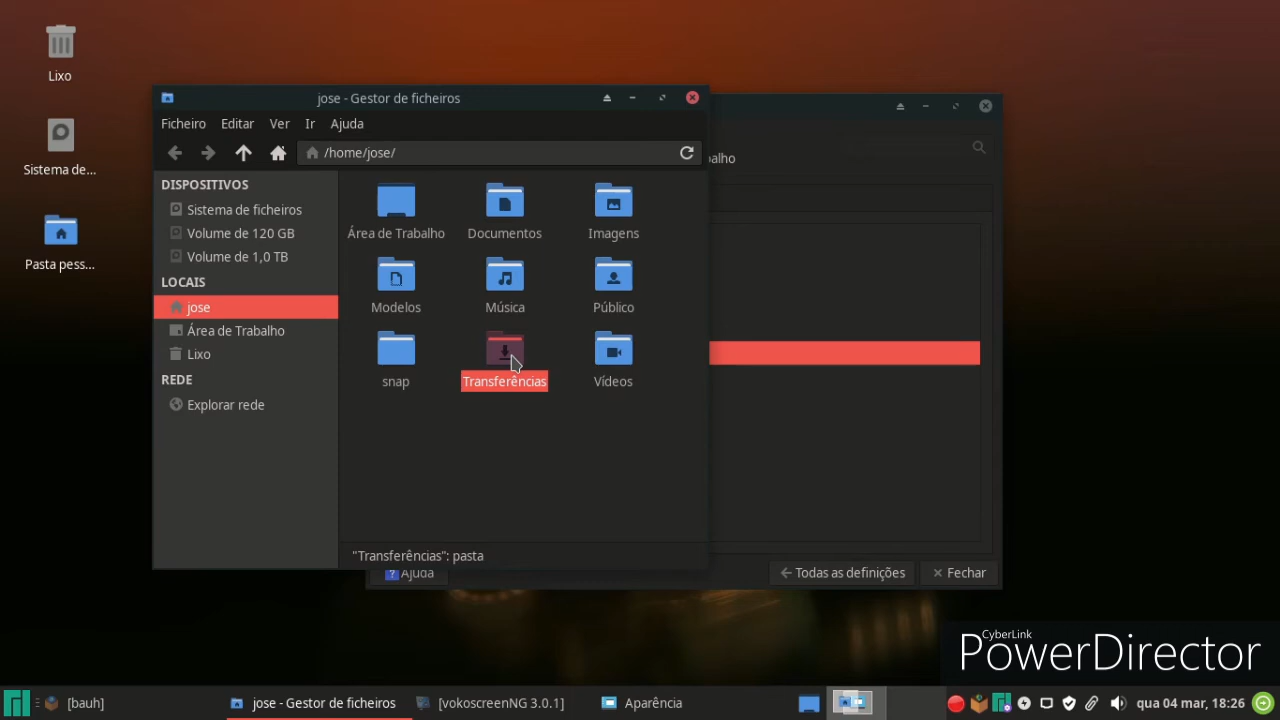 Lixo
Sistema de...
Pasta pess...
jose - Gestor de ficheiros
Ficheiro Editar Ver Ir Ajuda
/home/jose/
DISPOSITIVOS
Sistema de ficheiros
Volume de 120 GB
Volume de 1,0 TB
LOCAIS
jose
Área de Trabalho
Lixo
REDE
Explorar rede
Área de Trabalho Documentos Imagens
Modelos Música Público
snap Transferências Vídeos
"Transferências": pasta
alho
? Ajuda Todas as definições Fechar
CyberLink
PowerDirector
[bauh] jose - Gestor de ficheiros [vokoscreenNG 3.0.1] Aparência qua 04 mar, 18:26